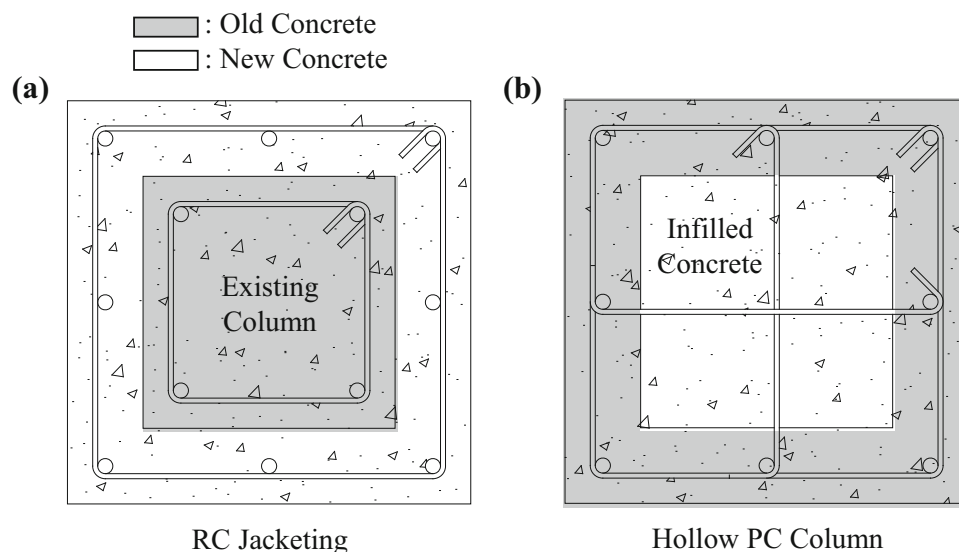 : Old Concrete
: New Concrete
(a)
(b)
Existing
Column
Infilled
Concrete
RC Jacketing
Hollow PC Column